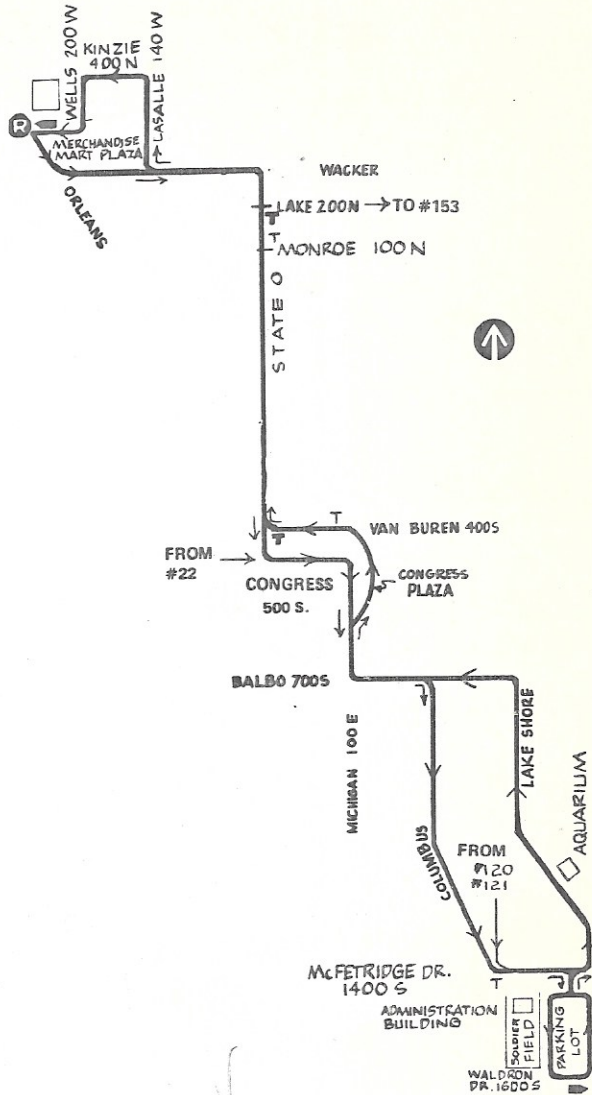 WELLS 200 W
KINZIE
400 N
LASALLE 140 W
R
MERCHANDISE
MART PLAZA
ORLEANS
WACKER
LAKE 200N → TO #153
T
T
MONROE 100 N
STATE 0
T
VAN BUREN 400S
T
FROM
#22
CONGRESS
500 S.
CONGRESS
PLAZA
BALBO 700S
MICHIGAN 100 E
LAKE SHORE
AQUARIUM
COLUMBUS
FROM
#120
#121
McFETRIDGE DR.
1400 S
T
ADMINISTRATION
BUILDING
SOLDIER
FIELD
PARKING
LOT
WALDRON
DR. 1600 S